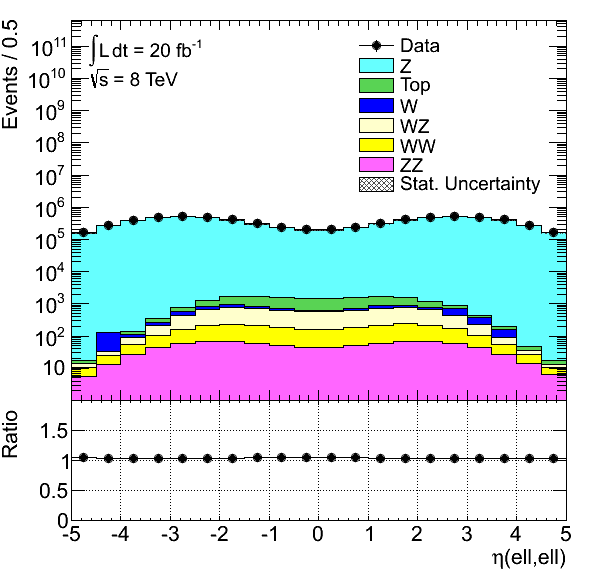 Events / 0.5
∫L dt = 20 fb⁻¹
√s = 8 TeV
Data
Z
Top
W
WZ
WW
ZZ
Stat. Uncertainty
10¹¹
10¹⁰
10⁹
10⁸
10⁷
10⁶
10⁵
10⁴
10³
10²
10
Ratio
1.5
1
0.5
0
-5 -4 -3 -2 -1 0 1 2 3 4 5
η(ell,ell)